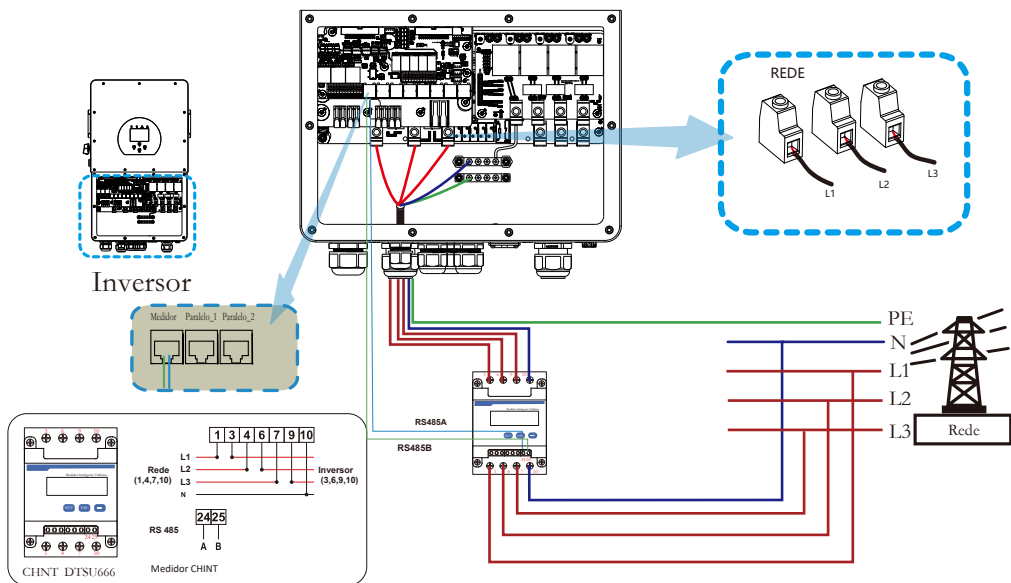 REDE
L1
L2
L3
Inversor
Medidor
Paralelo_1
Paralelo_2
PE
N
L1
L2
L3
Rede
RS485A
RS485B
1 3 4 6 7 9 10
L1
L2
L3
N
Rede
(1,4,7,10)
Inversor
(3,6,9,10)
RS 485
24 25
A B
Medidor CHINT
CHNT DTSU666